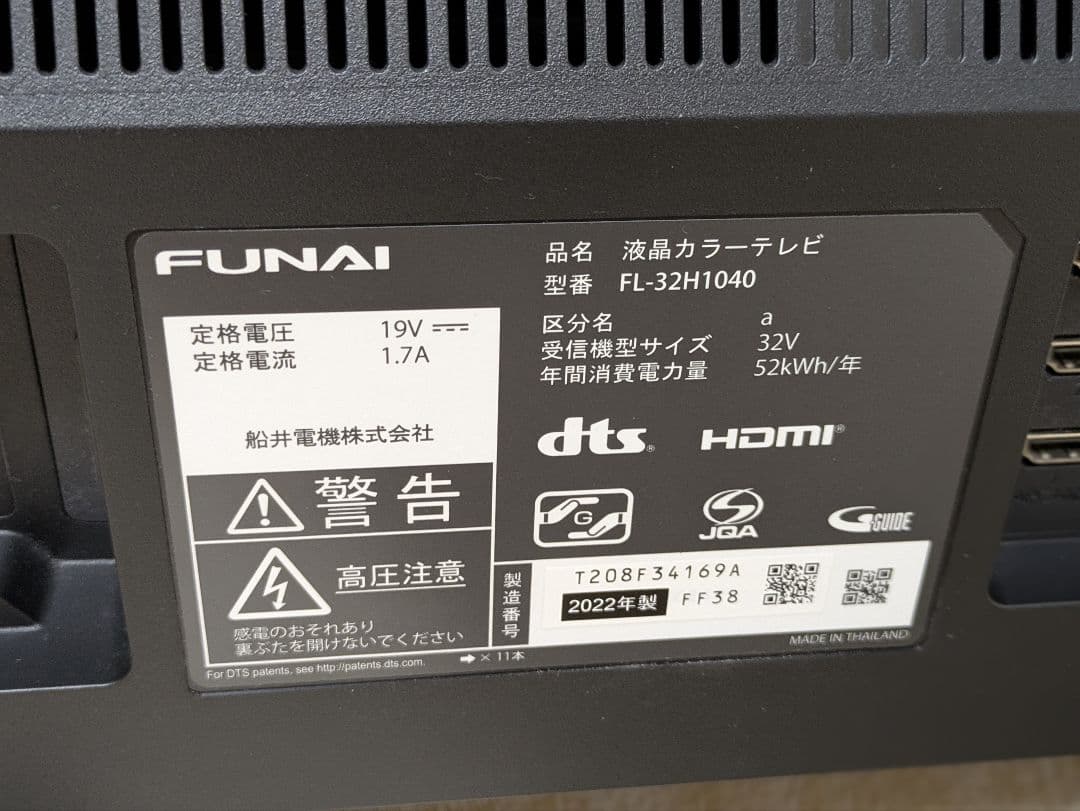 FUNAI
品名 液晶カラーテレビ
型番 FL-32H1040
定格電圧 19V ⎓
定格電流 1.7A
船井電機株式会社
区分名 a
受信機型サイズ 32V
年間消費電力量 52kWh/年
dts®
HDMI®
G
JQA
G-GUIDE
警告
高圧注意
感電のおそれあり
裏ぶたを開けないでください
製造番号
T208F34169A
2022年製 FF38
For DTS patents, see http://patents.dts.com.
➡ × 11本
MADE IN THAILAND